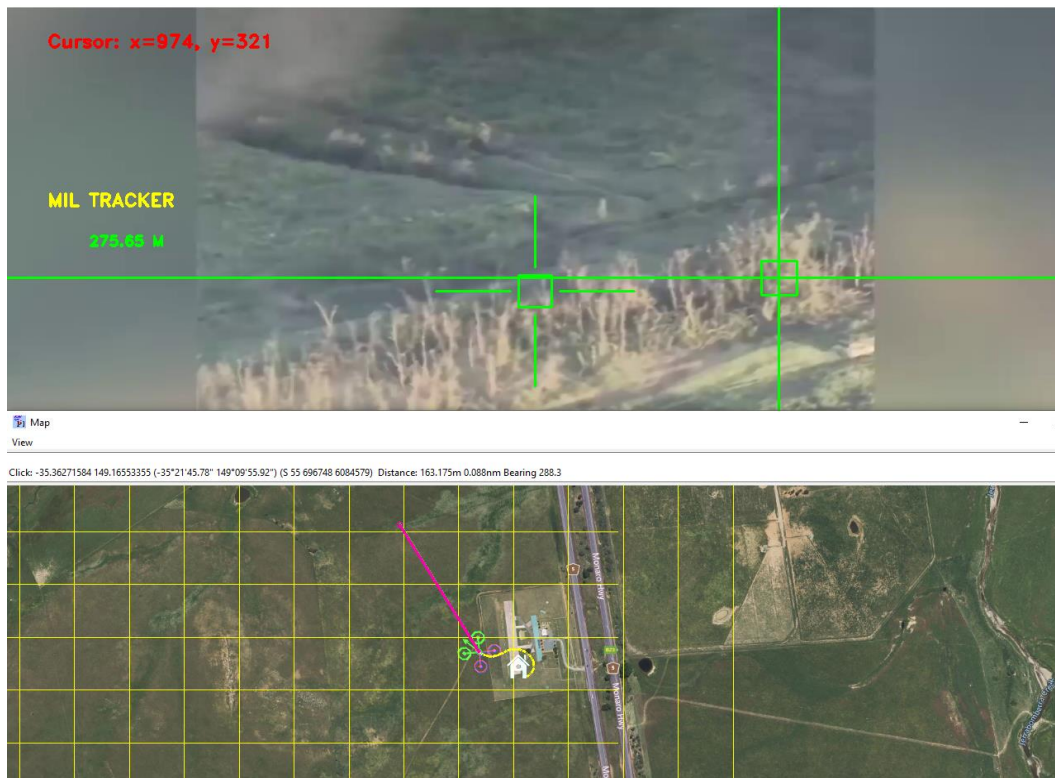 Cursor: x=974, y=321
MIL TRACKER
275.65 M
Map
View
Click: -35.36271584 149.16553355 (-35°21'45.78" 149°09'55.92") (S 55 696748 6084579) Distance: 163.175m 0.088nm Bearing 288.3
Monaro Hwy
Monaro Hwy